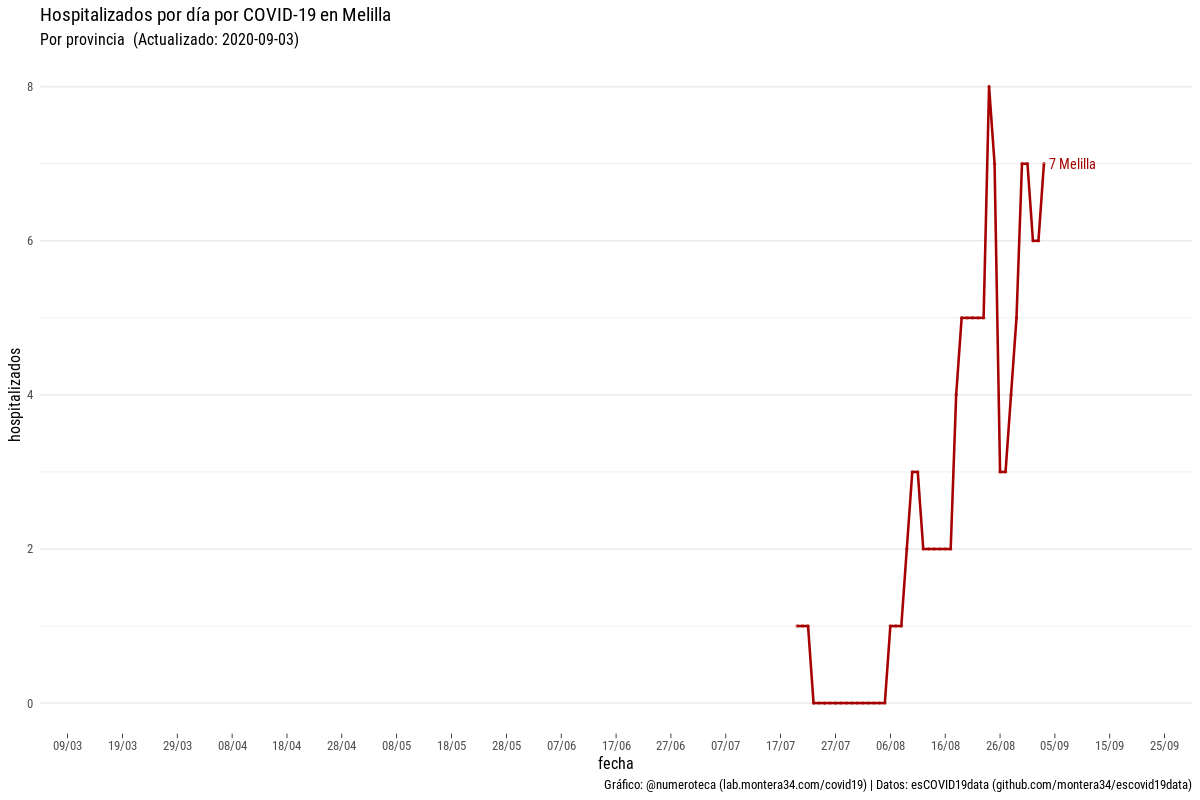 Hospitalizados por día por COVID-19 en Melilla
Por provincia  (Actualizado: 2020-09-03)
8
7 Melilla
6
hospitalizados
4
2
0
09/03 19/03 29/03 08/04 18/04 28/04 08/05 18/05 28/05 07/06 17/06 27/06 07/07 17/07 27/07 06/08 16/08 26/08 05/09 15/09 25/09
fecha
Gráfico: @numeroteca (lab.montera34.com/covid19) | Datos: esCOVID19data (github.com/montera34/escovid19data)